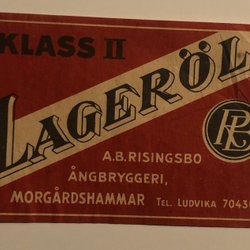 KLASS II
LAGERÖL
A.B. RISINGSBO
ÅNGBRYGGERI,
MORGÅRDSHAMMAR TEL. LUDVIKA 7043